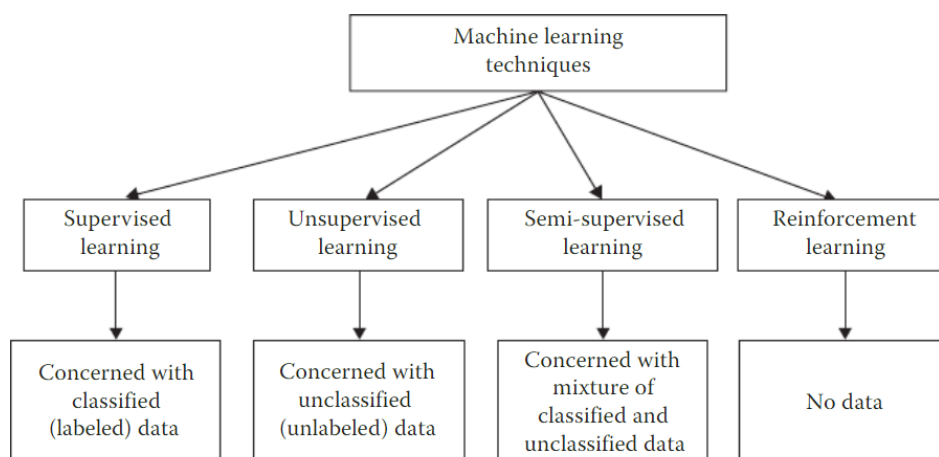 Machine learning
techniques
Supervised
learning
Unsupervised
learning
Semi-supervised
learning
Reinforcement
learning
Concerned with
classified
(labeled) data
Concerned with
unclassified
(unlabeled) data
Concerned with
mixture of
classified and
unclassified data
No data